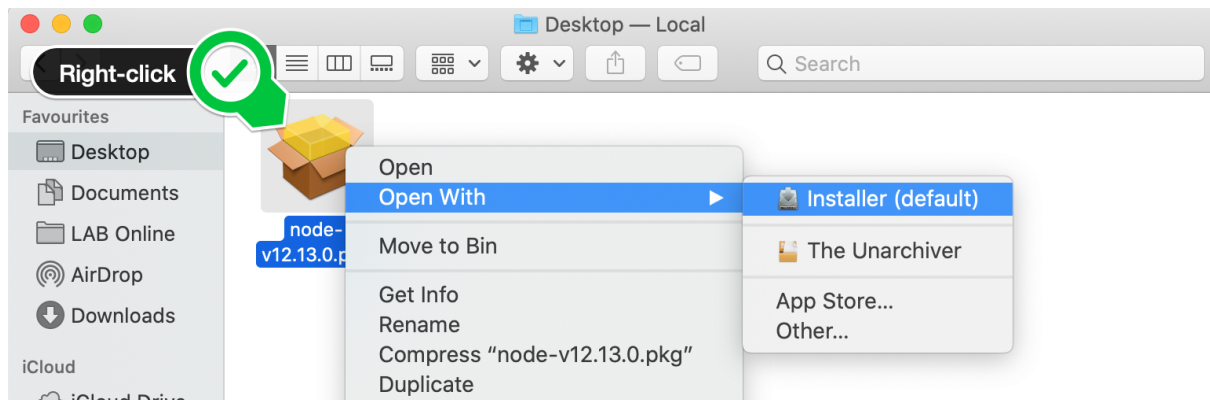 Desktop — Local
Right-click
Search
Favourites
Desktop
Documents
LAB Online
AirDrop
Downloads
iCloud
iCloud Drive
node-
v12.13.0.p
Open
Open With
Move to Bin
Get Info
Rename
Compress “node-v12.13.0.pkg”
Duplicate
Installer (default)
The Unarchiver
App Store...
Other...